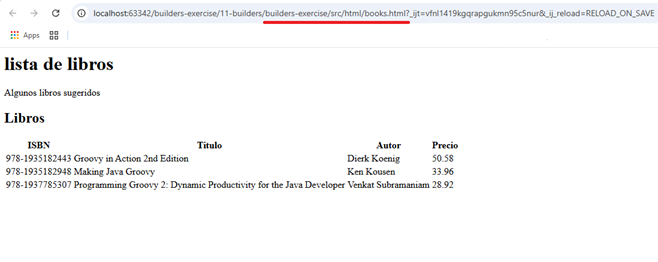 localhost:63342/builders-exercise/11-builders/builders-exercise/src/html/books.html?_ijt=vfnl1419kgqrapgukmn95c5nur&_ij_reload=RELOAD_ON_SAVE
Apps
lista de libros
Algunos libros sugeridos
Libros
ISBN Titulo Autor Precio
978-1935182443 Groovy in Action 2nd Edition Dierk Koenig 50.58
978-1935182948 Making Java Groovy Ken Kousen 33.96
978-1937785307 Programming Groovy 2: Dynamic Productivity for the Java Developer Venkat Subramaniam 28.92